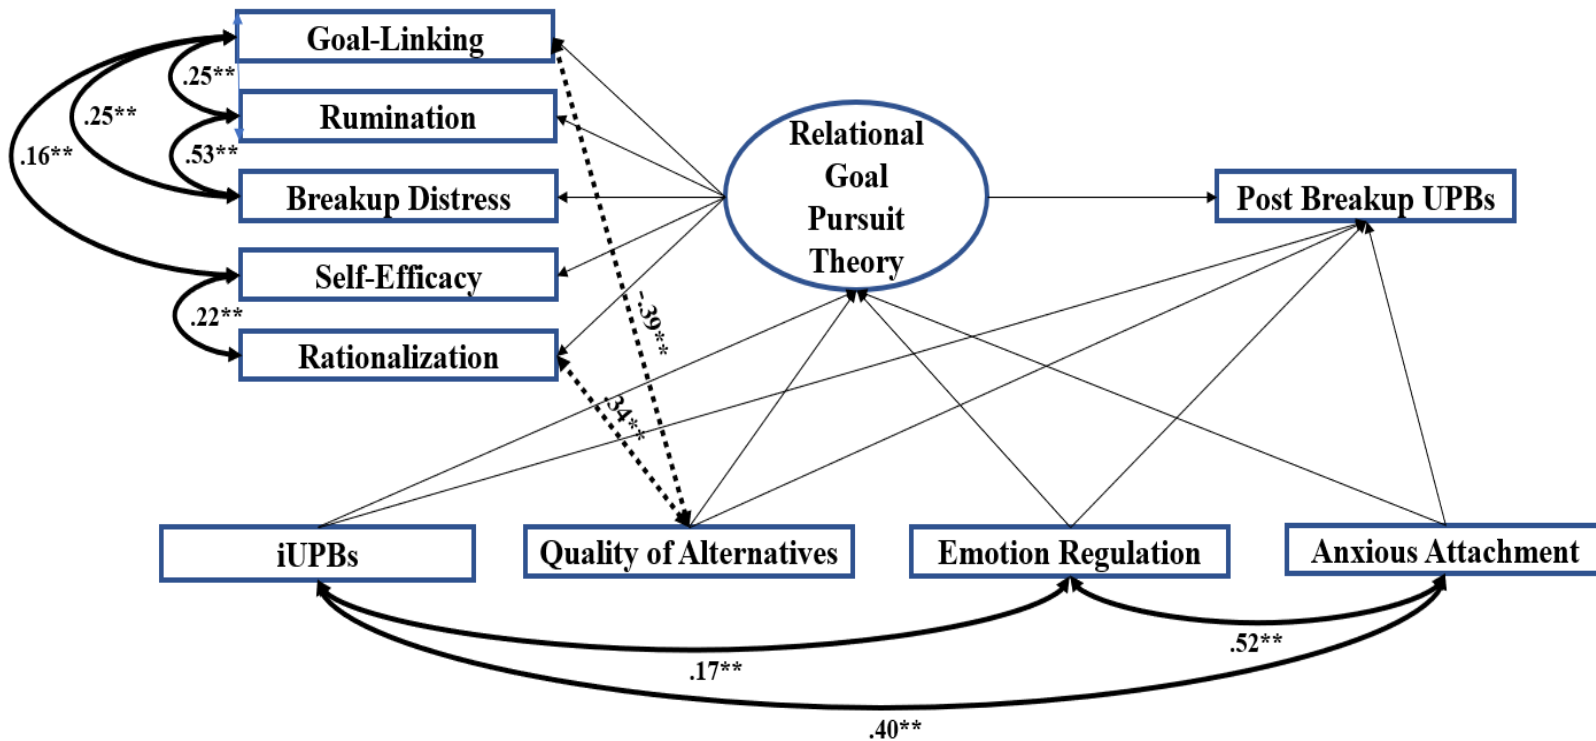 Goal-Linking
.25**
Rumination
.25**
.53**
.16**
Breakup Distress
Self-Efficacy
.22**
Rationalization
Relational
Goal
Pursuit
Theory
Post Breakup UPBs
-.39**
.34**
iUPBs
Quality of Alternatives
Emotion Regulation
Anxious Attachment
.17**
.52**
.40**